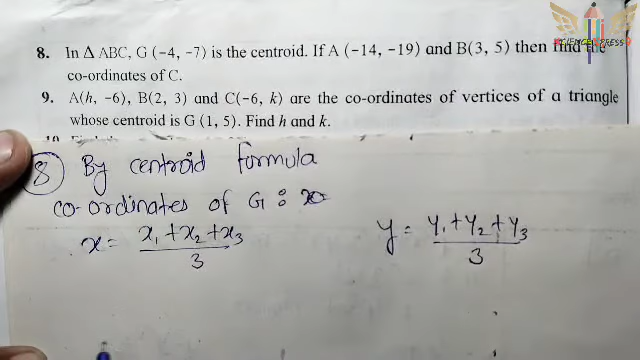 SCIENCE PRESS
8. In Δ ABC, G (−4, −7) is the centroid. If A (−14, −19) and B(3, 5) then find the
co-ordinates of C.
9. A(h, −6), B(2, 3) and C(−6, k) are the co-ordinates of vertices of a triangle
whose centroid is G (1, 5). Find h and k.
8 By centroid formula
co-ordinates of G :
x = x₁ + x₂ + x₃ / 3 y = y₁ + y₂ + y₃ / 3